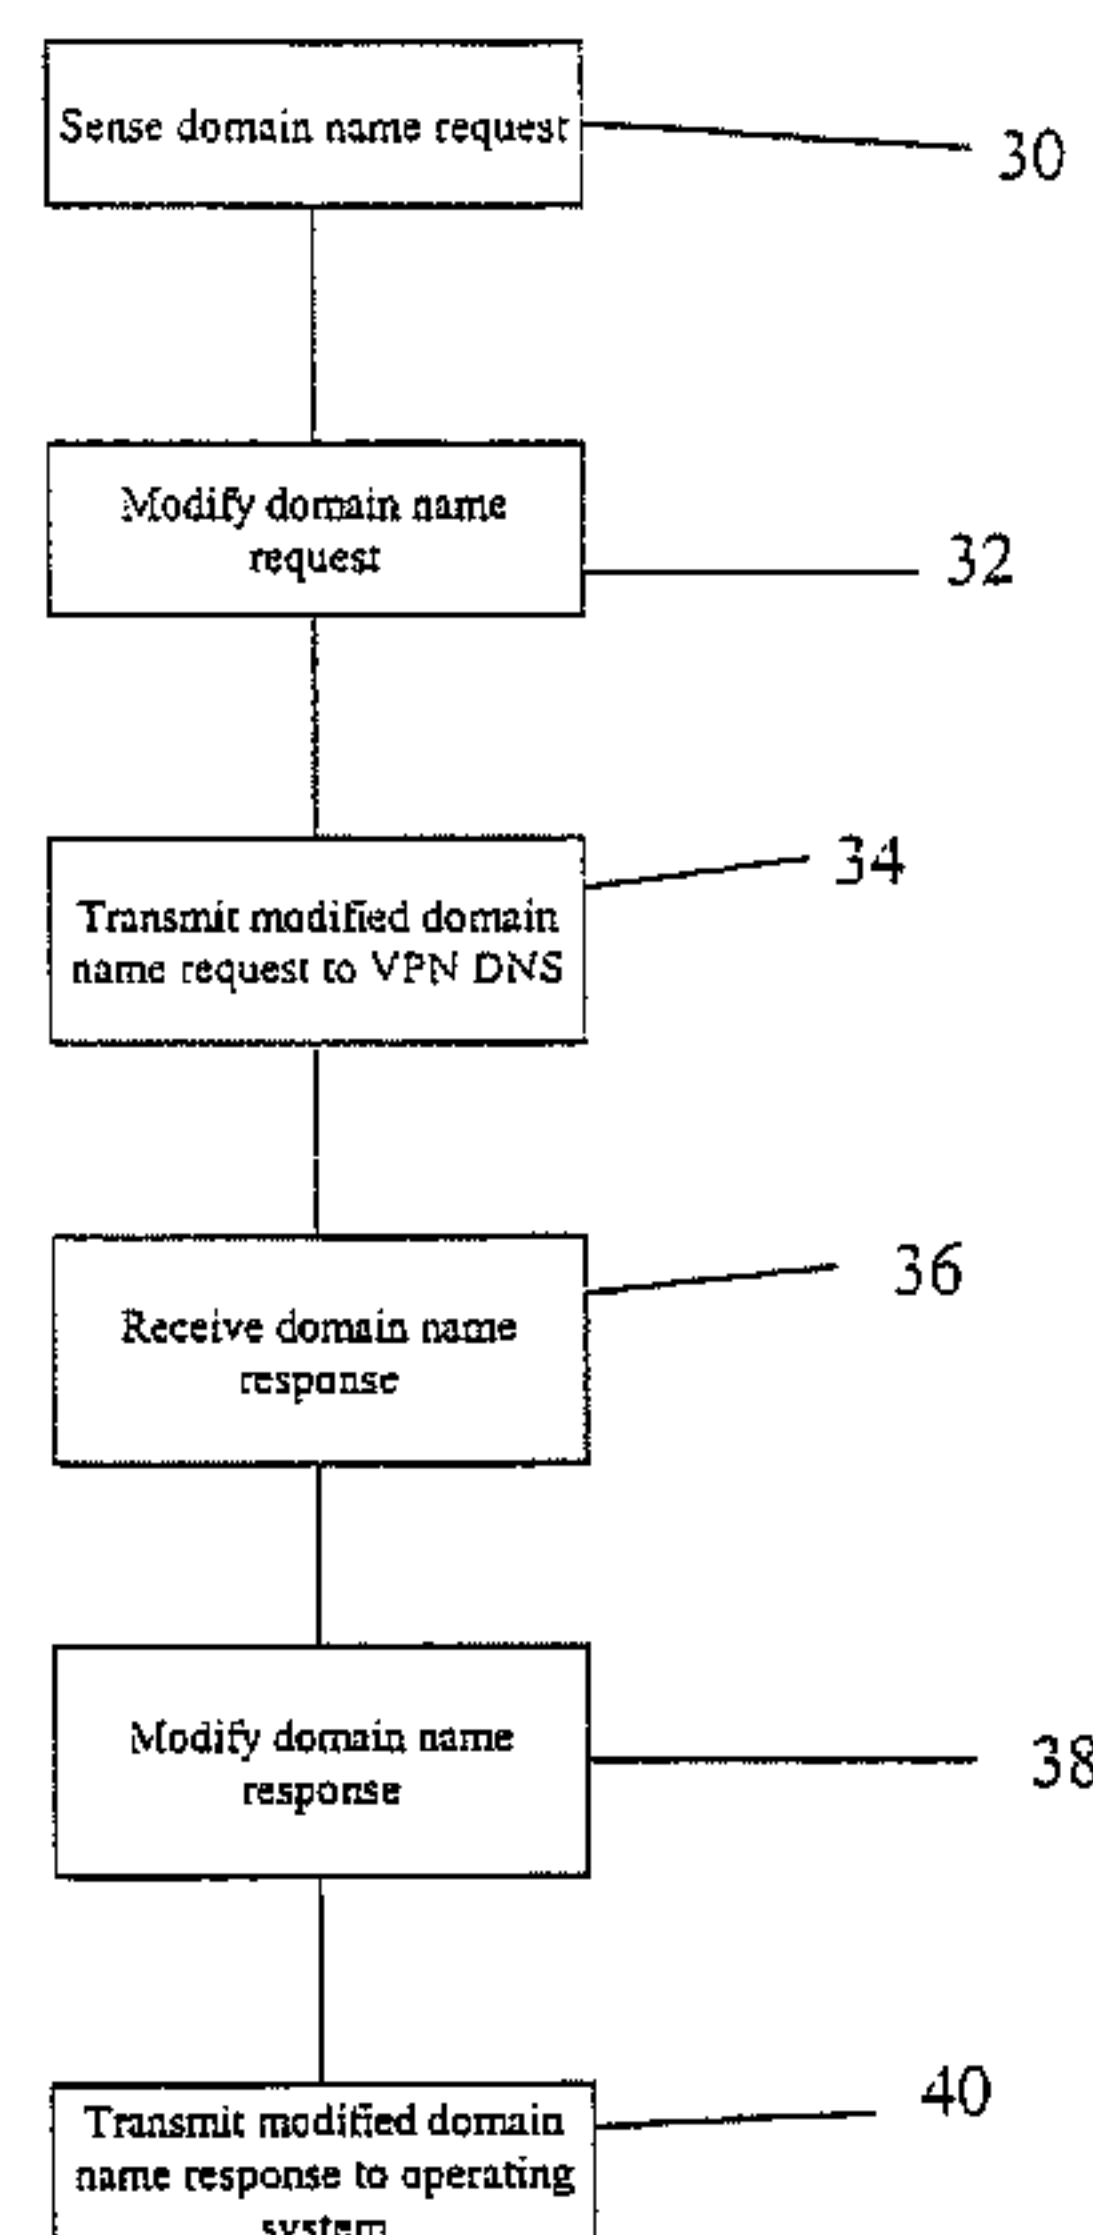 Sense domain name request
30
Modify domain name
request
32
34
Transmit modified domain
name request to VPN DNS
36
Receive domain name
response
Modify domain name
response
38
40
Transmit modified domain
name response to operating
system